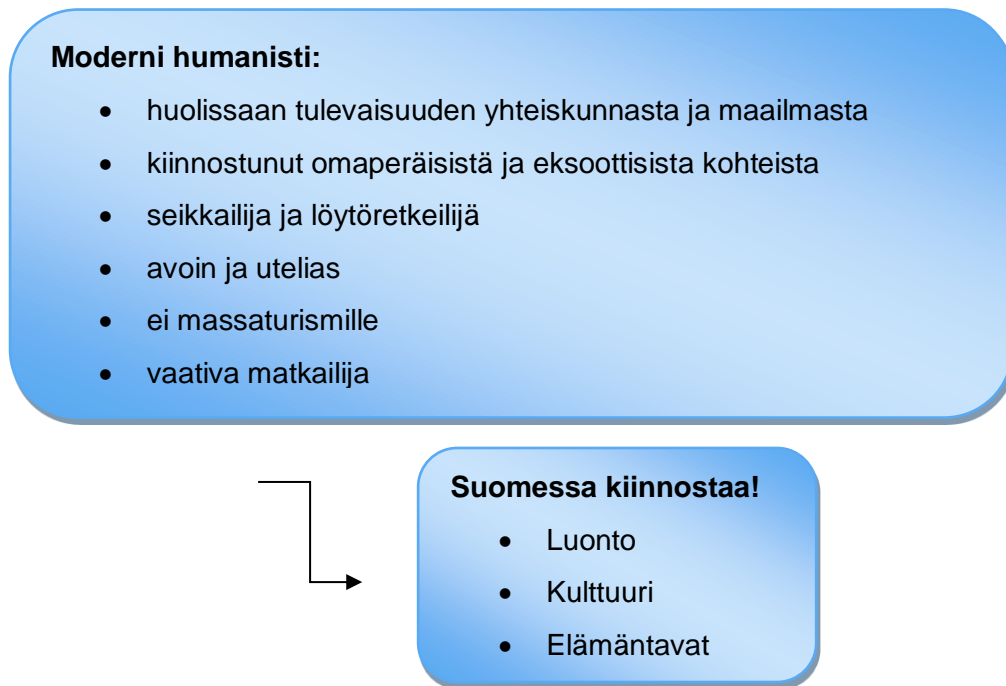 Moderni humanisti:
• huolissaan tulevaisuuden yhteiskunnasta ja maailmasta
• kiinnostunut omaperäisistä ja eksoottisista kohteista
• seikkailija ja löytöretkeilijä
• avoin ja utelias
• ei massaturismille
• vaativa matkailija
Suomessa kiinnostaa!
• Luonto
• Kulttuuri
• Elämäntavat